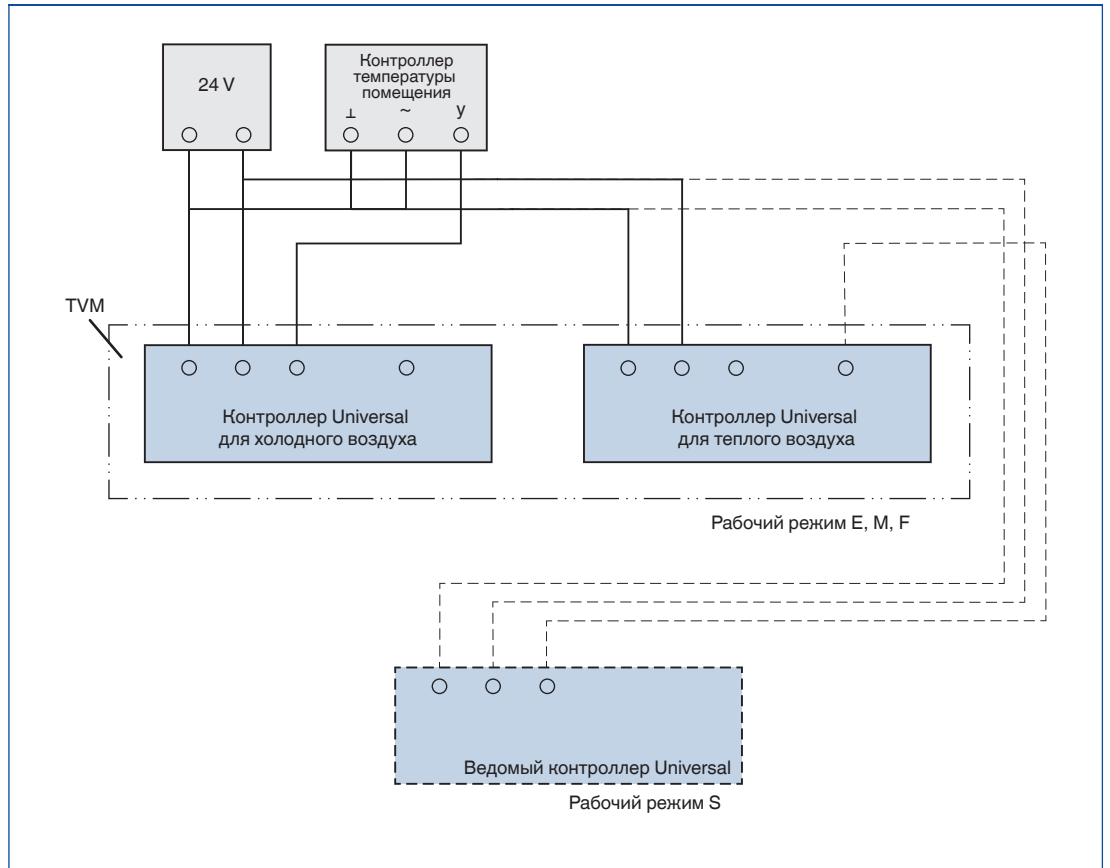 24 V
Контроллер
температуры
помещения
⊥ ~ y
TVM
Контроллер Universal
для холодного воздуха
Контроллер Universal
для теплого воздуха
Рабочий режим E, M, F
Ведомый контроллер Universal
Рабочий режим S